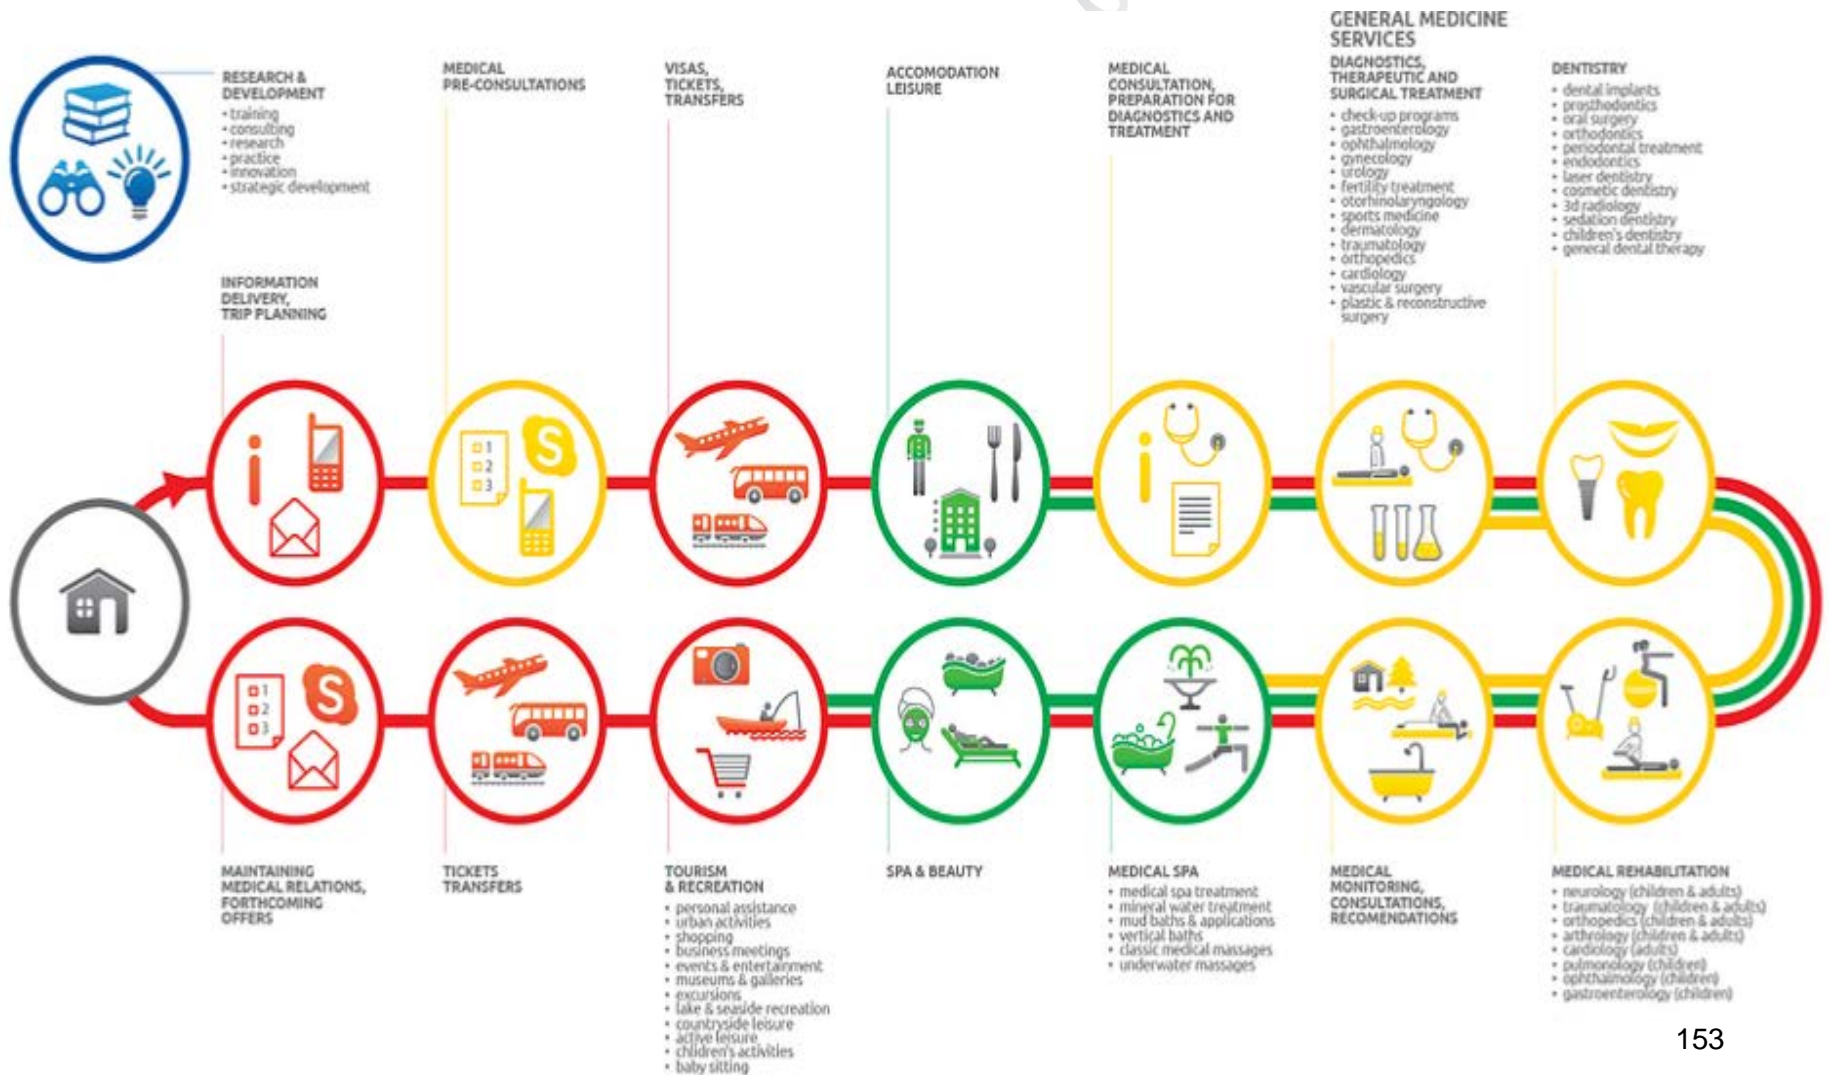 RESEARCH &
DEVELOPMENT
• training
• consulting
• research
• practice
• innovation
• strategic development
MEDICAL
PRE-CONSULTATIONS
VISAS,
TICKETS,
TRANSFERS
ACCOMODATION
LEISURE
MEDICAL
CONSULTATION,
PREPARATION FOR
DIAGNOSTICS AND
TREATMENT
GENERAL MEDICINE
SERVICES
DIAGNOSTICS,
THERAPEUTIC AND
SURGICAL TREATMENT
• check-up programs
• gastroenterology
• ophthalmology
• gynecology
• urology
• fertility treatment
• otorhinolaryngology
• sports medicine
• dermatology
• traumatology
• orthopedics
• cardiology
• vascular surgery
• plastic & reconstructive
surgery
DENTISTRY
• dental implants
• prosthodontics
• oral surgery
• orthodontics
• periodontal treatment
• endodontics
• laser dentistry
• cosmetic dentistry
• 3d radiology
• sedation dentistry
• children's dentistry
• general dental therapy
INFORMATION
DELIVERY,
TRIP PLANNING
i
1
2
3
S
i
1
2
3
S
MAINTAINING
MEDICAL RELATIONS,
FORTHCOMING
OFFERS
TICKETS
TRANSFERS
TOURISM
& RECREATION
• personal assistance
• urban activities
• shopping
• business meetings
• events & entertainment
• museums & galleries
• excursions
• lake & seaside recreation
• countryside leisure
• active leisure
• children's activities
• baby sitting
SPA & BEAUTY
MEDICAL SPA
• medical spa treatment
• mineral water treatment
• mud baths & applications
• vertical baths
• classic medical massages
• underwater massages
MEDICAL
MONITORING,
CONSULTATIONS,
RECOMENDATIONS
MEDICAL REHABILITATION
• neurology (children & adults)
• traumatology (children & adults)
• orthopedics (children & adults)
• arthrology (children & adults)
• cardiology (adults)
• pulmonology (children)
• ophthalmology (children)
• gastroenterology (children)
153